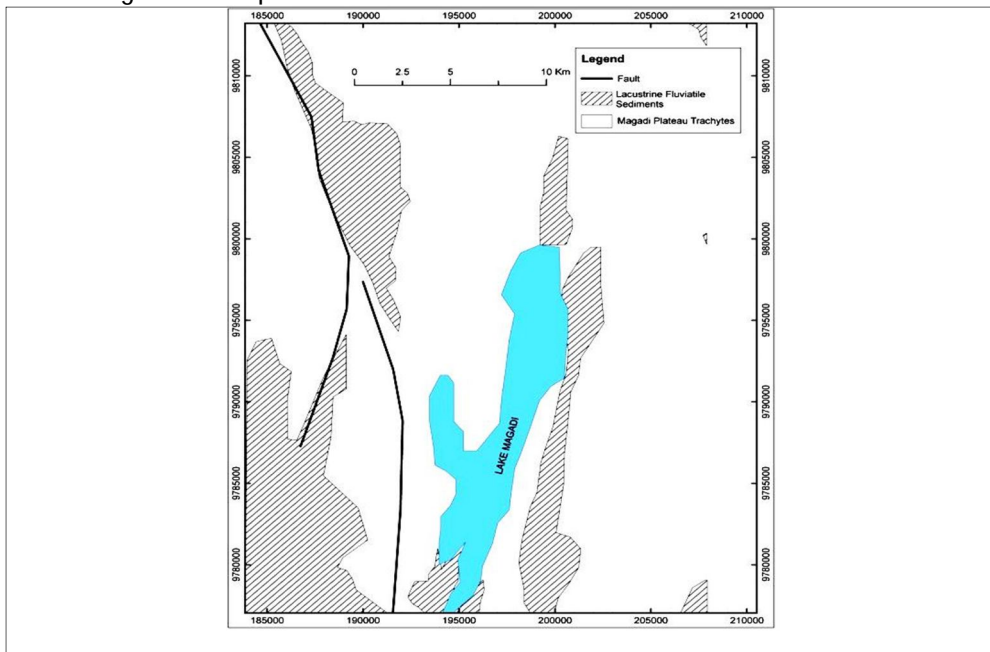 185000 190000 195000 200000 205000 210000
0 2.5 5 10 Km
Legend
Fault
Lacustrine Fluviatile
Sediments
Magadi Plateau Trachytes
9810000 9810000
9805000 9805000
9800000 9800000
9795000 9795000
9790000 9790000
LAKE MAGADI
9785000 9785000
9780000 9780000
185000 190000 195000 200000 205000 210000